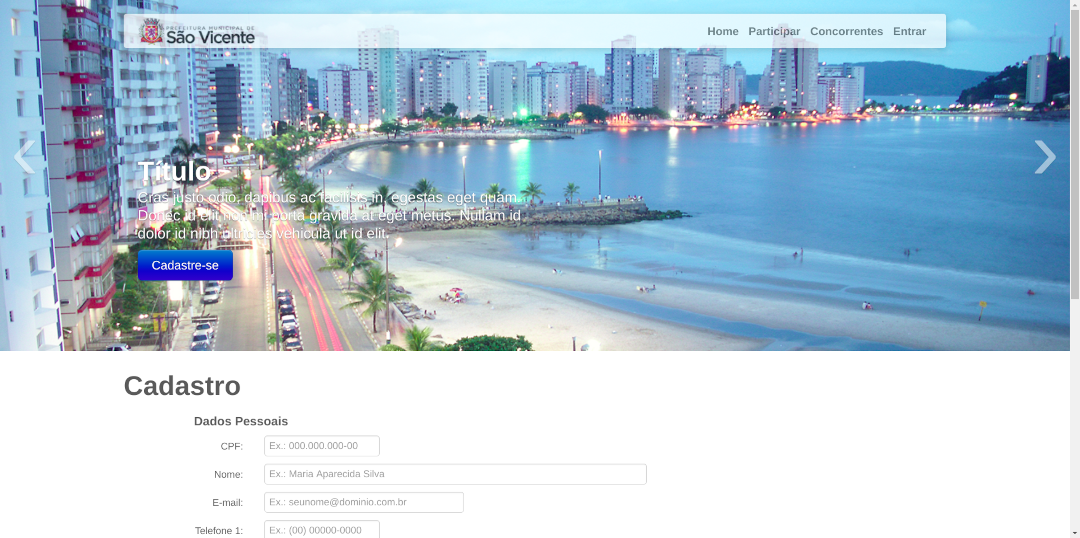 PREFEITURA MUNICIPAL DE
São Vicente
Home Participar Concorrentes Entrar
Título
Cras justo odio, dapibus ac facilisis in, egestas eget quam.
Donec id elit non mi porta gravida at eget metus. Nullam id
dolor id nibh ultricies vehicula ut id elit.
Cadastre-se
Cadastro
Dados Pessoais
CPF: Ex.: 000.000.000-00
Nome: Ex.: Maria Aparecida Silva
E-mail: Ex.: seunome@dominio.com.br
Telefone 1: Ex.: (00) 00000-0000